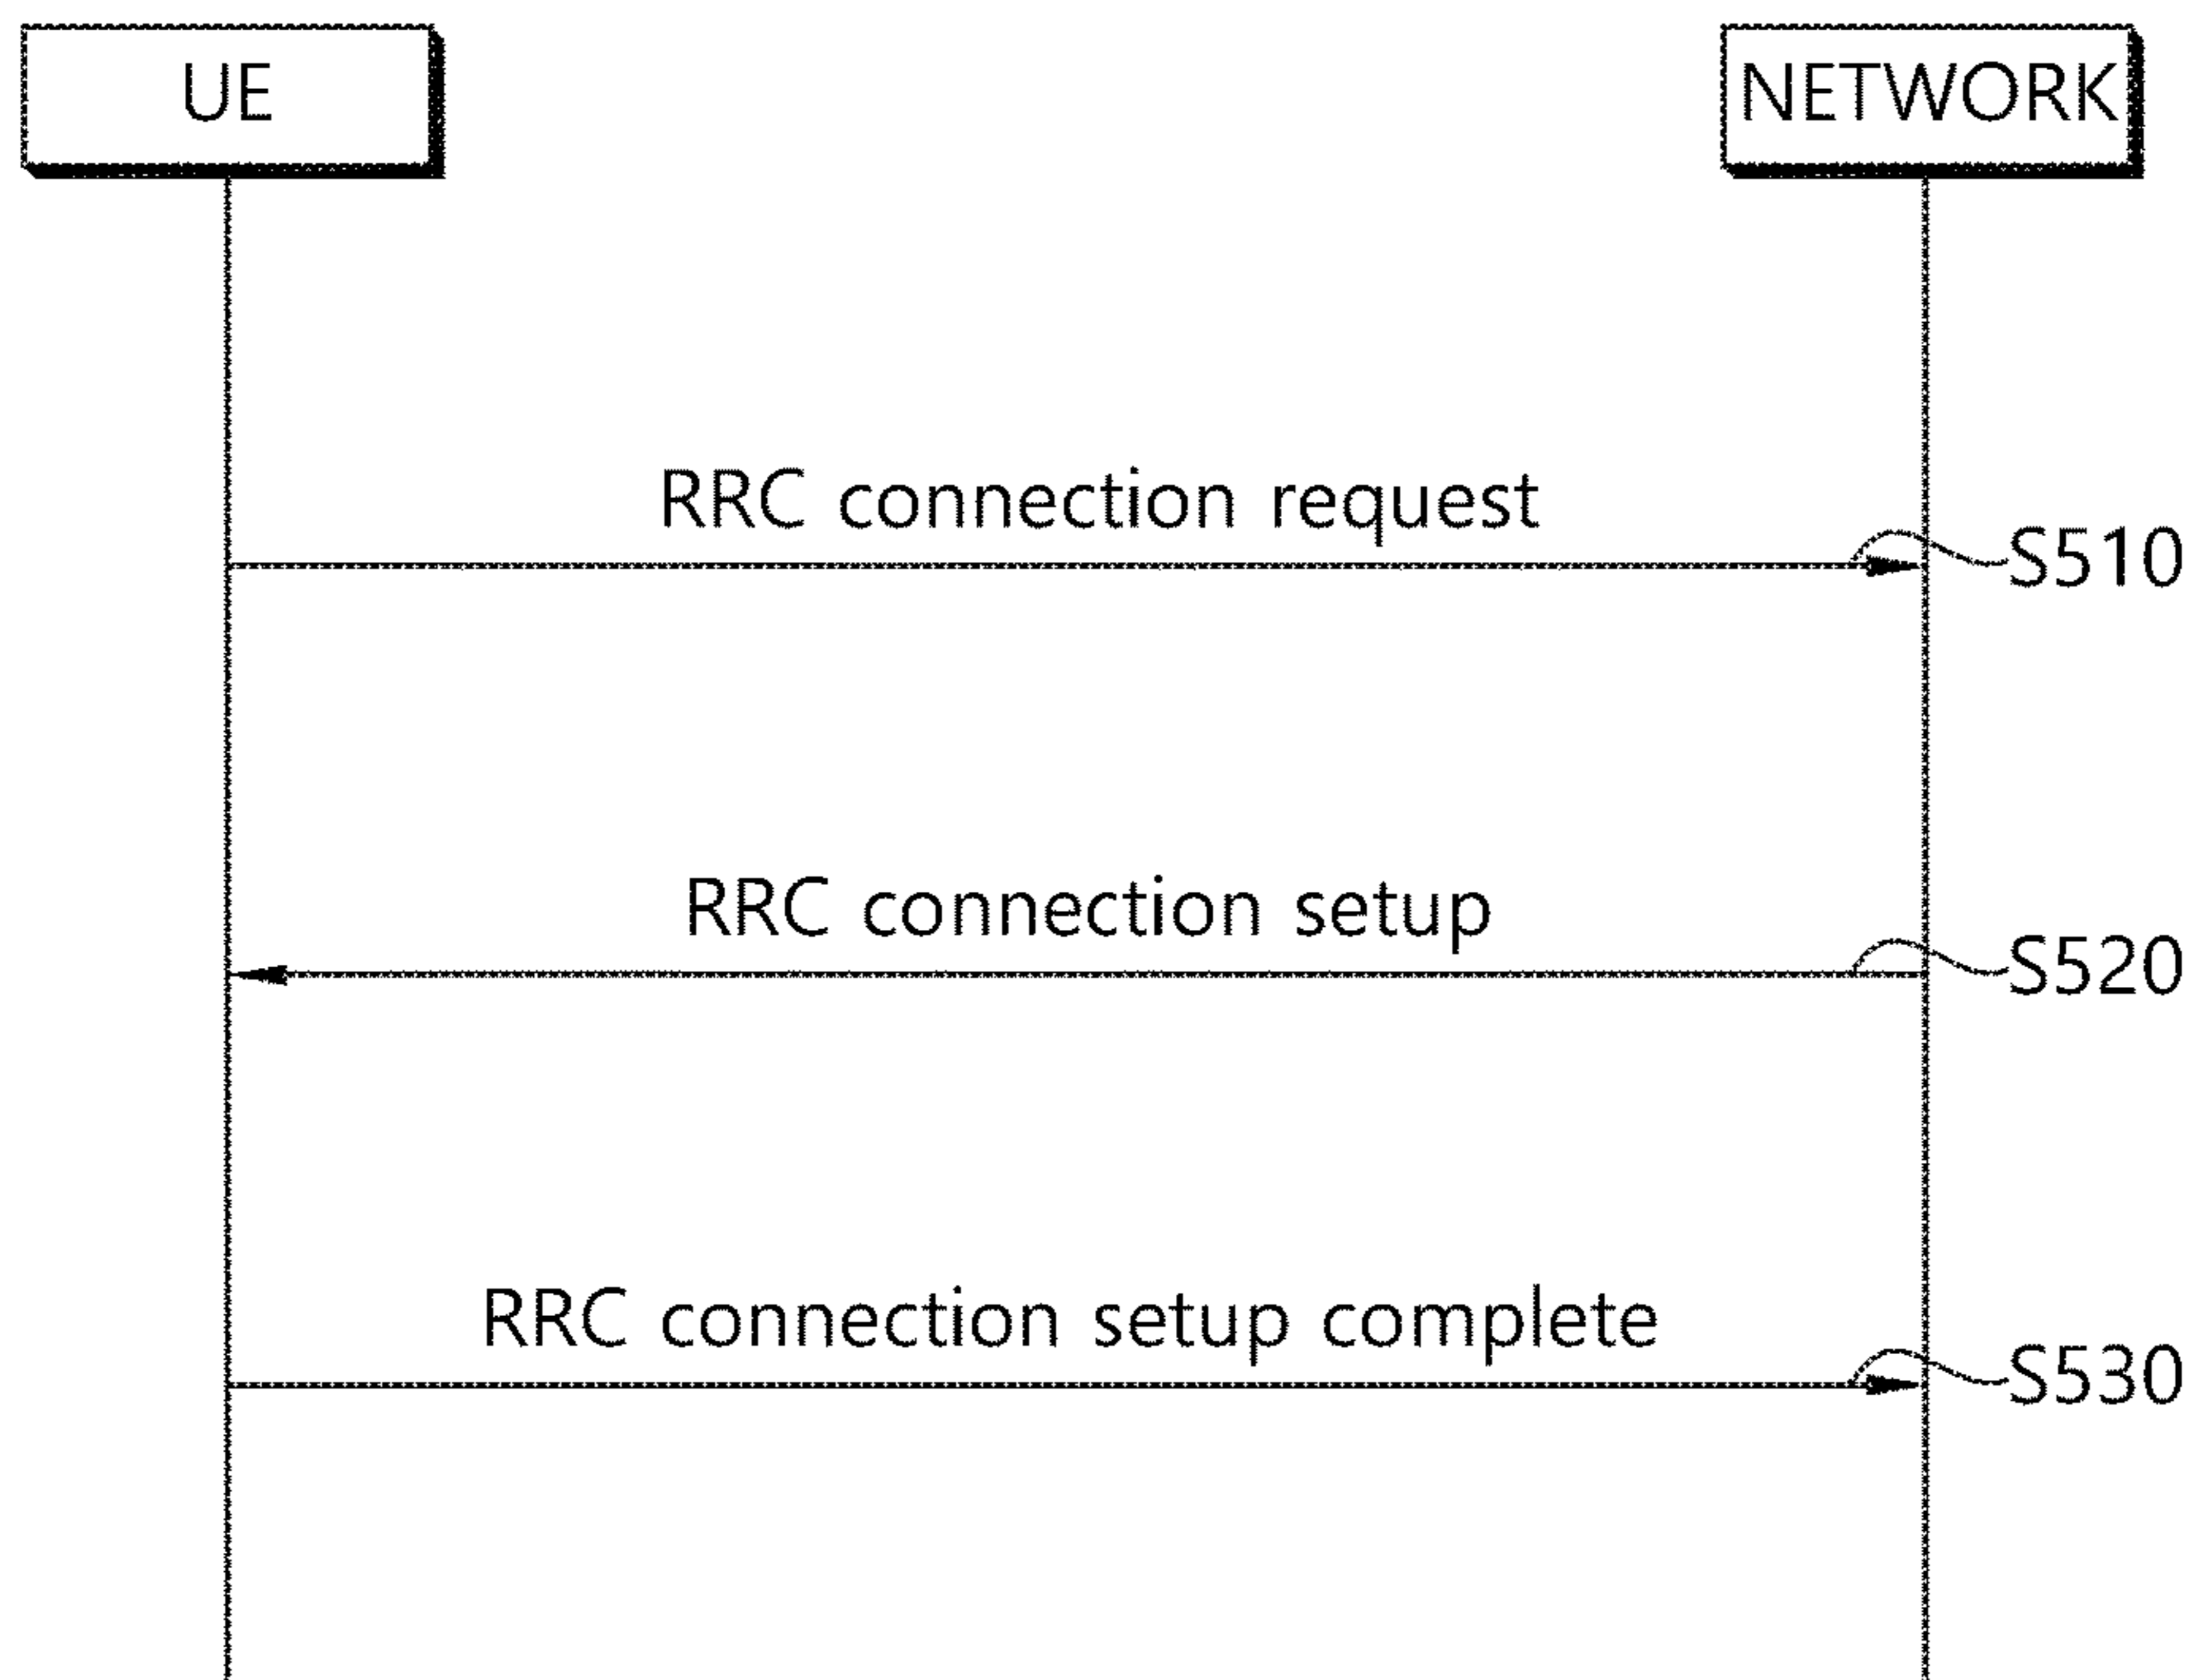 UE
NETWORK
RRC connection request
S510
RRC connection setup
S520
RRC connection setup complete
S530